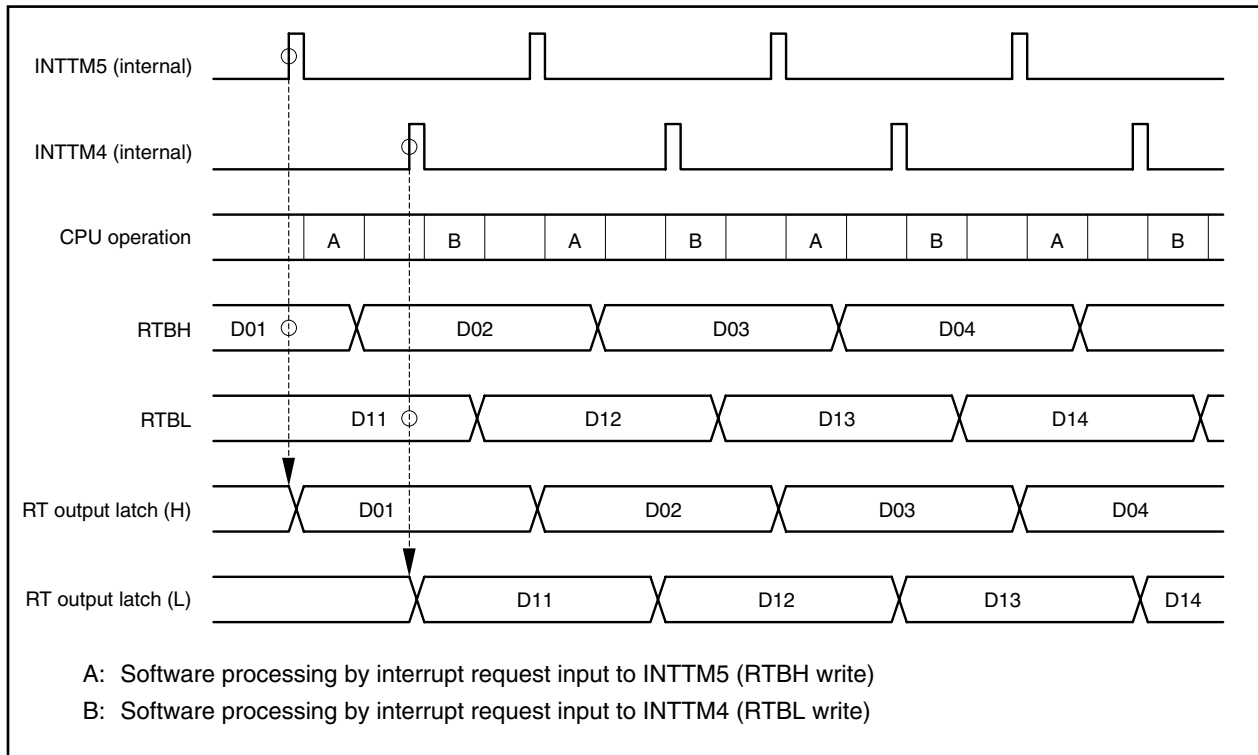 INTTM5 (internal)
INTTM4 (internal)
CPU operation A B A B A B A B
RTBH D01 D02 D03 D04
RTBL D11 D12 D13 D14
RT output latch (H) D01 D02 D03 D04
RT output latch (L) D11 D12 D13 D14
A: Software processing by interrupt request input to INTTM5 (RTBH write)
B: Software processing by interrupt request input to INTTM4 (RTBL write)